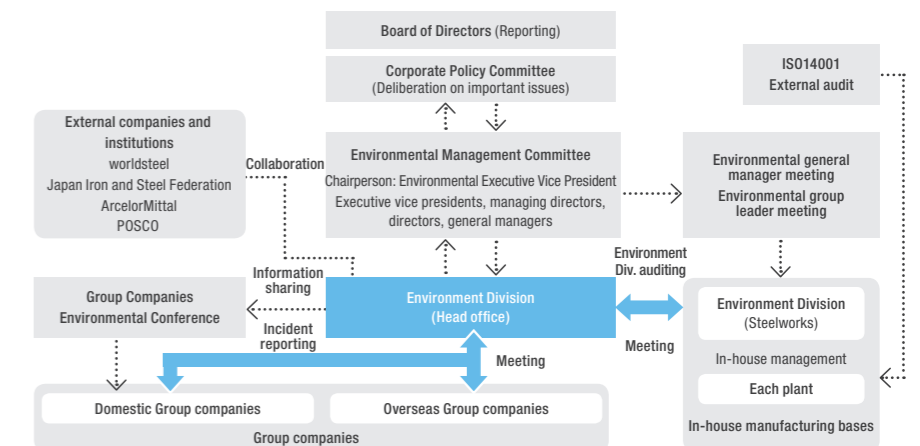 Board of Directors (Reporting)
Corporate Policy Committee
(Deliberation on important issues)
ISO14001
External audit
External companies and
institutions
worldsteel
Japan Iron and Steel Federation
ArcelorMittal
POSCO
Collaboration
Environmental Management Committee
Chairperson: Environmental Executive Vice President
Executive vice presidents, managing directors,
directors, general managers
Environmental general
manager meeting
Environmental group
leader meeting
Group Companies
Environmental Conference
Information
sharing
Incident
reporting
Environment Division
(Head office)
Meeting
Environment
Div. auditing
Meeting
Environment Division
(Steelworks)
In-house management
Each plant
In-house manufacturing bases
Domestic Group companies
Overseas Group companies
Group companies